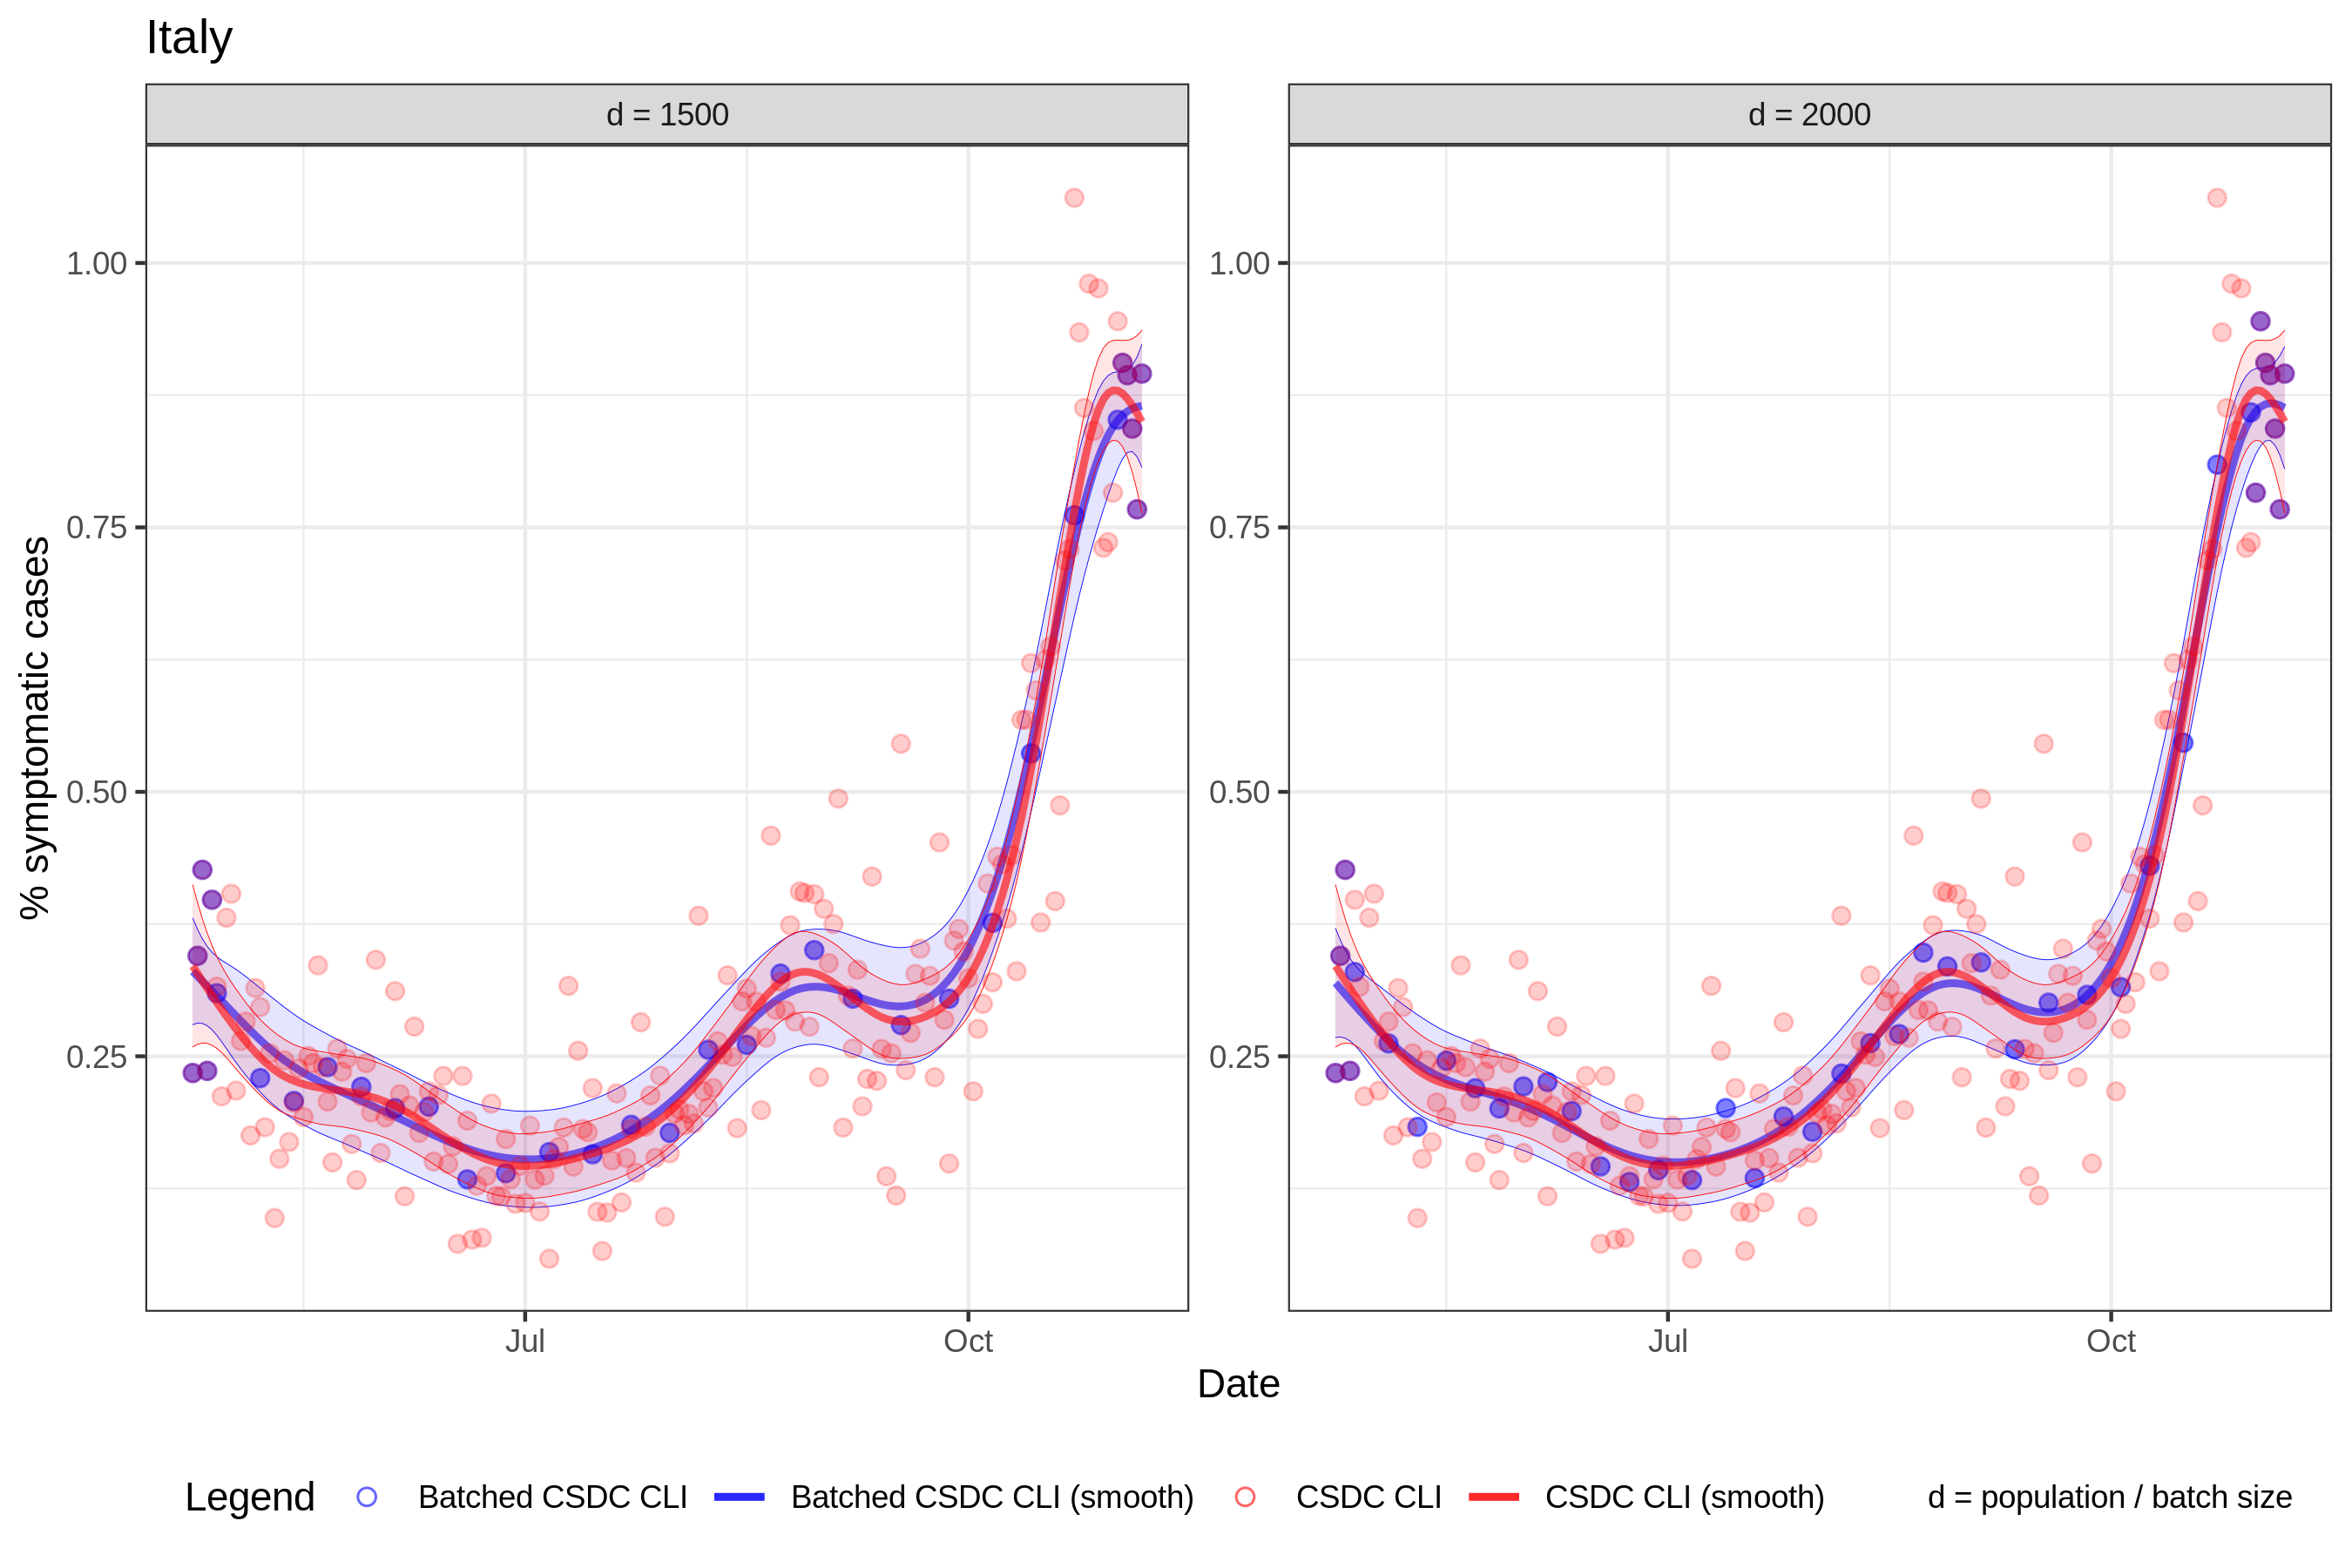 Italy
d = 1500
d = 2000
% symptomatic cases
1.00
0.75
0.50
0.25
1.00
0.75
0.50
0.25
Jul
Oct
Jul
Oct
Date
Legend
Batched CSDC CLI
Batched CSDC CLI (smooth)
CSDC CLI
CSDC CLI (smooth)
d = population / batch size